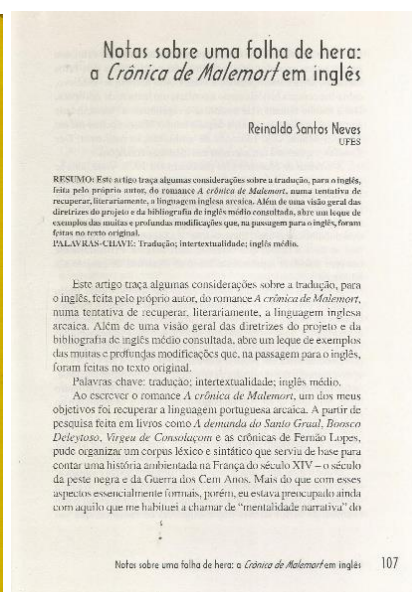 Notas sobre uma folha de hera:
a Crônica de Malemort em inglês
Reinaldo Santos Neves
UFES
RESUMO: Este artigo traça algumas considerações sobre a tradução, para o inglês,
feita pelo próprio autor, do romance A crônica de Malemort, numa tentativa de
recuperar, literariamente, a linguagem inglesa arcaica. Além de uma visão geral das
diretrizes do projeto e da bibliografia de inglês médio consultada, abre um leque de
exemplos das muitas e profundas modificações que, na passagem para o inglês, foram
feitas no texto original.
PALAVRAS-CHAVE: Tradução; intertextualidade; inglês médio.
Este artigo traça algumas considerações sobre a tradução, para
o inglês, feita pelo próprio autor, do romance A crônica de Malemort,
numa tentativa de recuperar, literariamente, a linguagem inglesa
arcaica. Além de uma visão geral das diretrizes do projeto e da
bibliografia de inglês médio consultada, abre um leque de exemplos
das muitas e profundas modificações que, na passagem para o inglês,
foram feitas no texto original.
Palavras chave: tradução; intertextualidade; inglês médio.
Ao escrever o romance A crônica de Malemort, um dos meus
objetivos foi recuperar a linguagem portuguesa arcaica. A partir de
pesquisa feita em livros como A demanda do Santo Graal, Boosco
Deleytoso, Virgeu de Consolaçom e as crônicas de Fernão Lopes,
pude organizar um corpus léxico e sintático que serviu de base para
contar uma história ambientada na França do século XIV – o século
da peste negra e da Guerra dos Cem Anos. Mais do que com esses
aspectos essencialmente formais, porém, eu estava preocupado ainda
com aquilo que me habituei a chamar de “mentalidade narrativa” do
Notas sobre uma folha de hera: a Crônica de Malemort em inglês 107